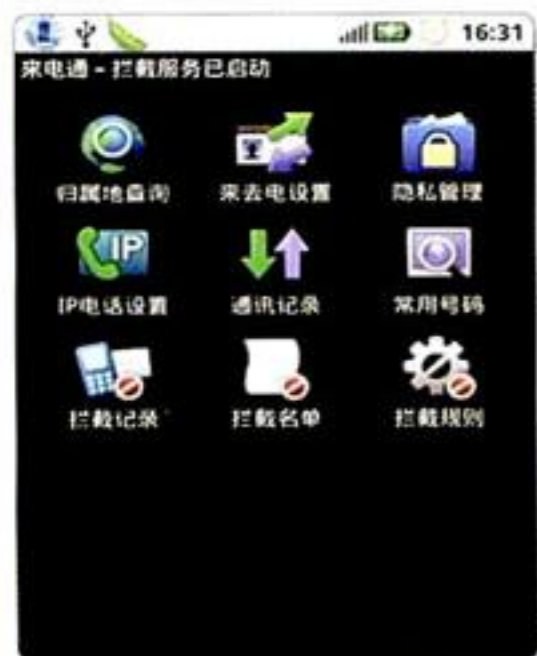 16:31
来电通 - 拦截服务已启动
归属地查询 来去电设置 隐私管理
IP
IP电话设置 通讯记录 常用号码
拦截记录 拦截名单 拦截规则